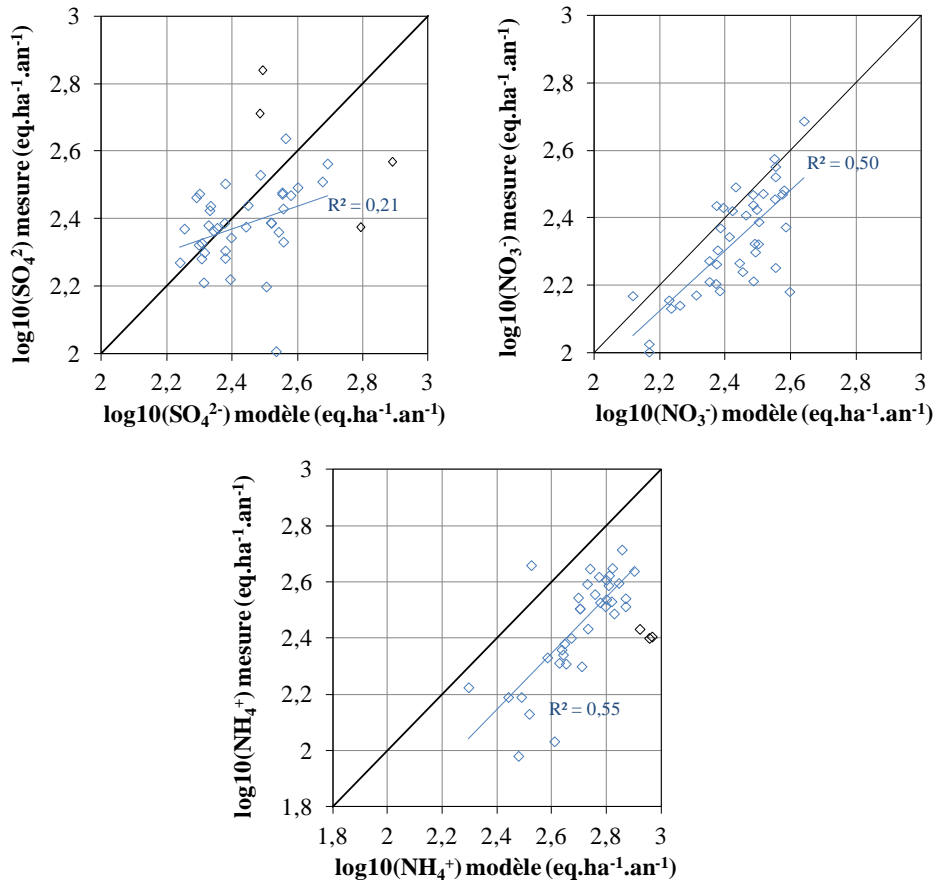 log10(SO₄²) mesure (eq.ha⁻¹.an⁻¹)
3
2,8
2,6
2,4
2,2
2
R² = 0,21
2 2,2 2,4 2,6 2,8 3
log10(SO₄²⁻) modèle (eq.ha⁻¹.an⁻¹)
log10(NO₃⁻) mesure (eq.ha⁻¹.an⁻¹)
3
2,8
2,6
2,4
2,2
2
R² = 0,50
2 2,2 2,4 2,6 2,8 3
log10(NO₃⁻) modèle (eq.ha⁻¹.an⁻¹)
log10(NH₄⁺) mesure (eq.ha⁻¹.an⁻¹)
3
2,8
2,6
2,4
2,2
2
1,8
R² = 0,55
1,8 2 2,2 2,4 2,6 2,8 3
log10(NH₄⁺) modèle (eq.ha⁻¹.an⁻¹)